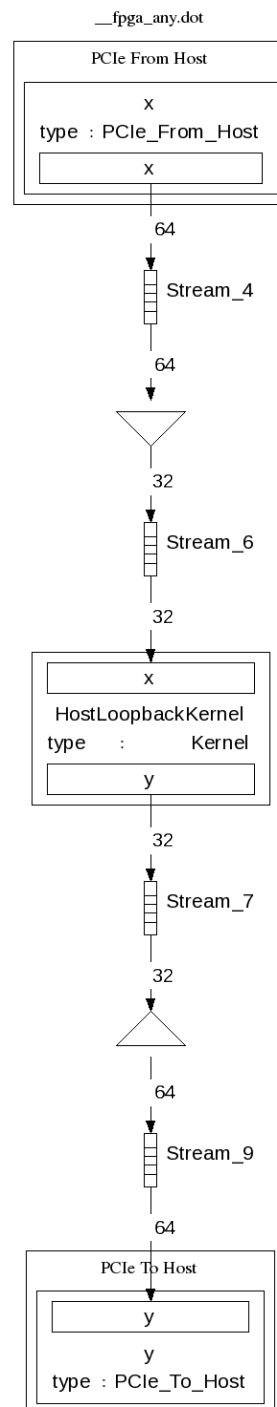 __fpga_any.dot
PCIe From Host
x
type : PCIe_From_Host
x
64
Stream_4
64
32
Stream_6
32
x
HostLoopbackKernel
type : Kernel
y
32
Stream_7
32
64
Stream_9
64
PCIe To Host
y
y
type : PCIe_To_Host